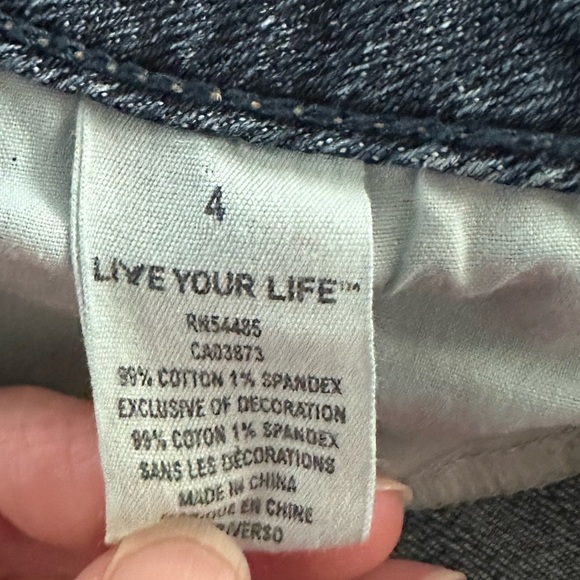 4
LIVE YOUR LIFE™
RN54485
CA03873
99% COTTON 1% SPANDEX
EXCLUSIVE OF DECORATION
99% COTON 1% SPANDEX
SANS LES DÉCORATIONS
MADE IN CHINA
EN CHINE